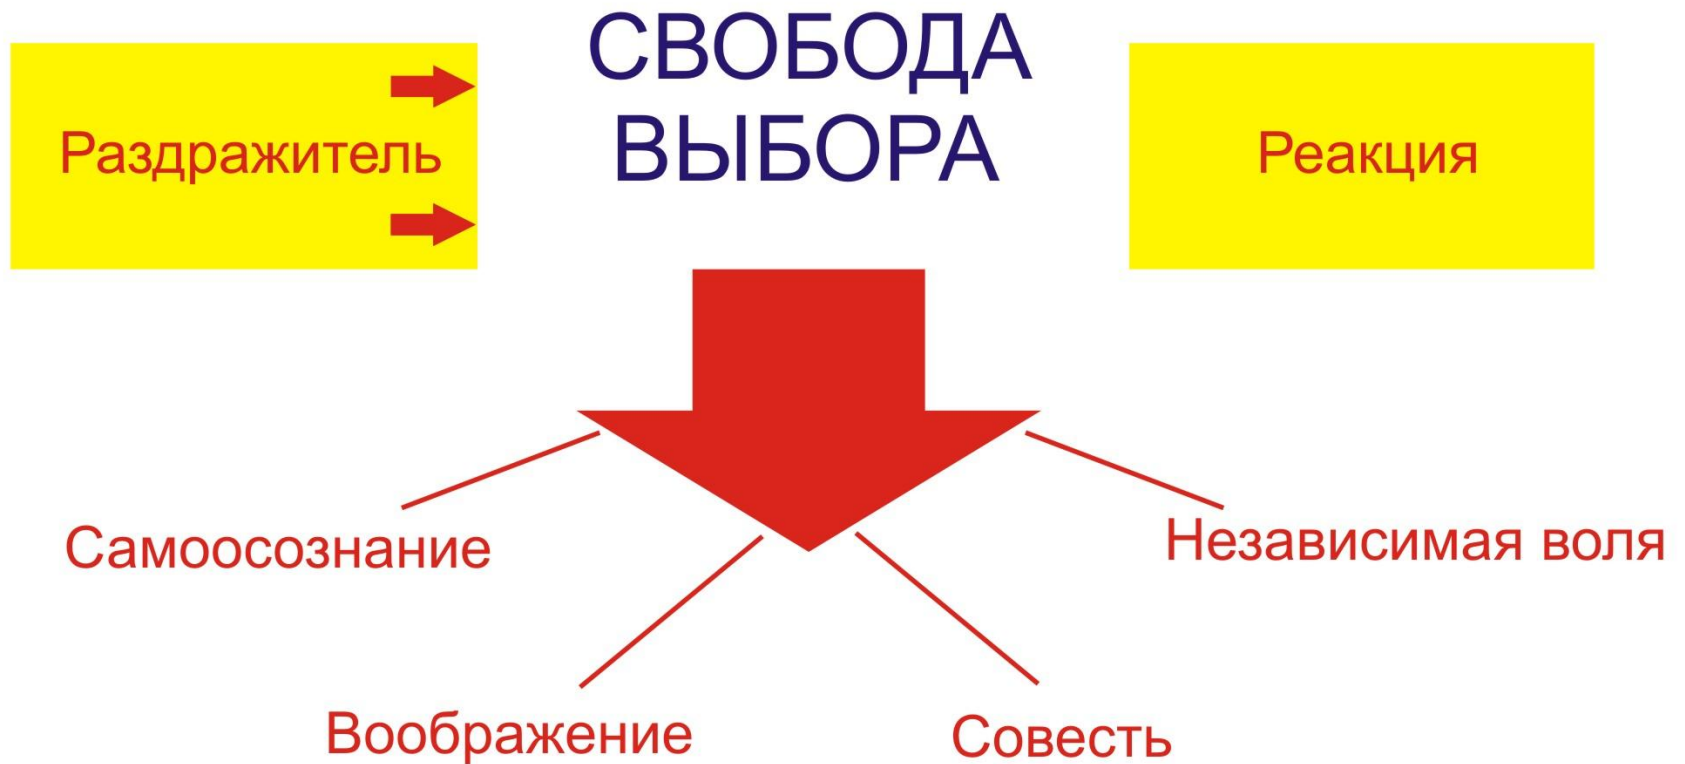 СВОБОДА
ВЫБОРА
Раздражитель
Реакция
Самоосознание
Независимая воля
Воображение
Совесть